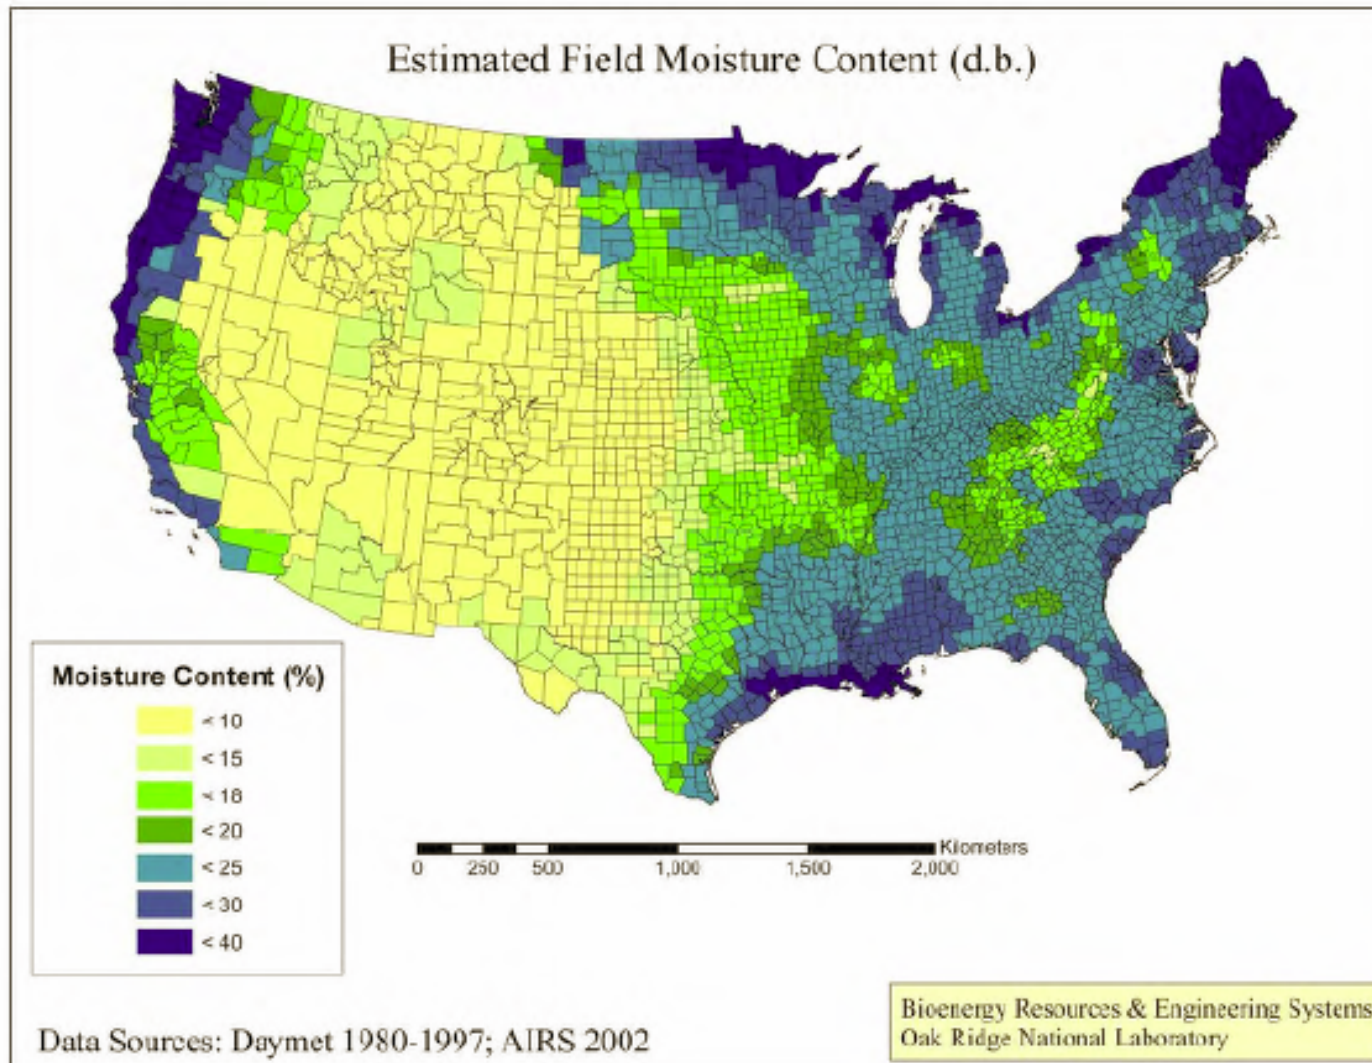 Estimated Field Moisture Content (d.b.)
Moisture Content (%)
< 10
< 15
< 18
< 20
< 25
< 30
< 40
Kilometers
0 250 500 1,000 1,500 2,000
Bioenergy Resources & Engineering Systems
Oak Ridge National Laboratory
Data Sources: Daymet 1980-1997; AIRS 2002